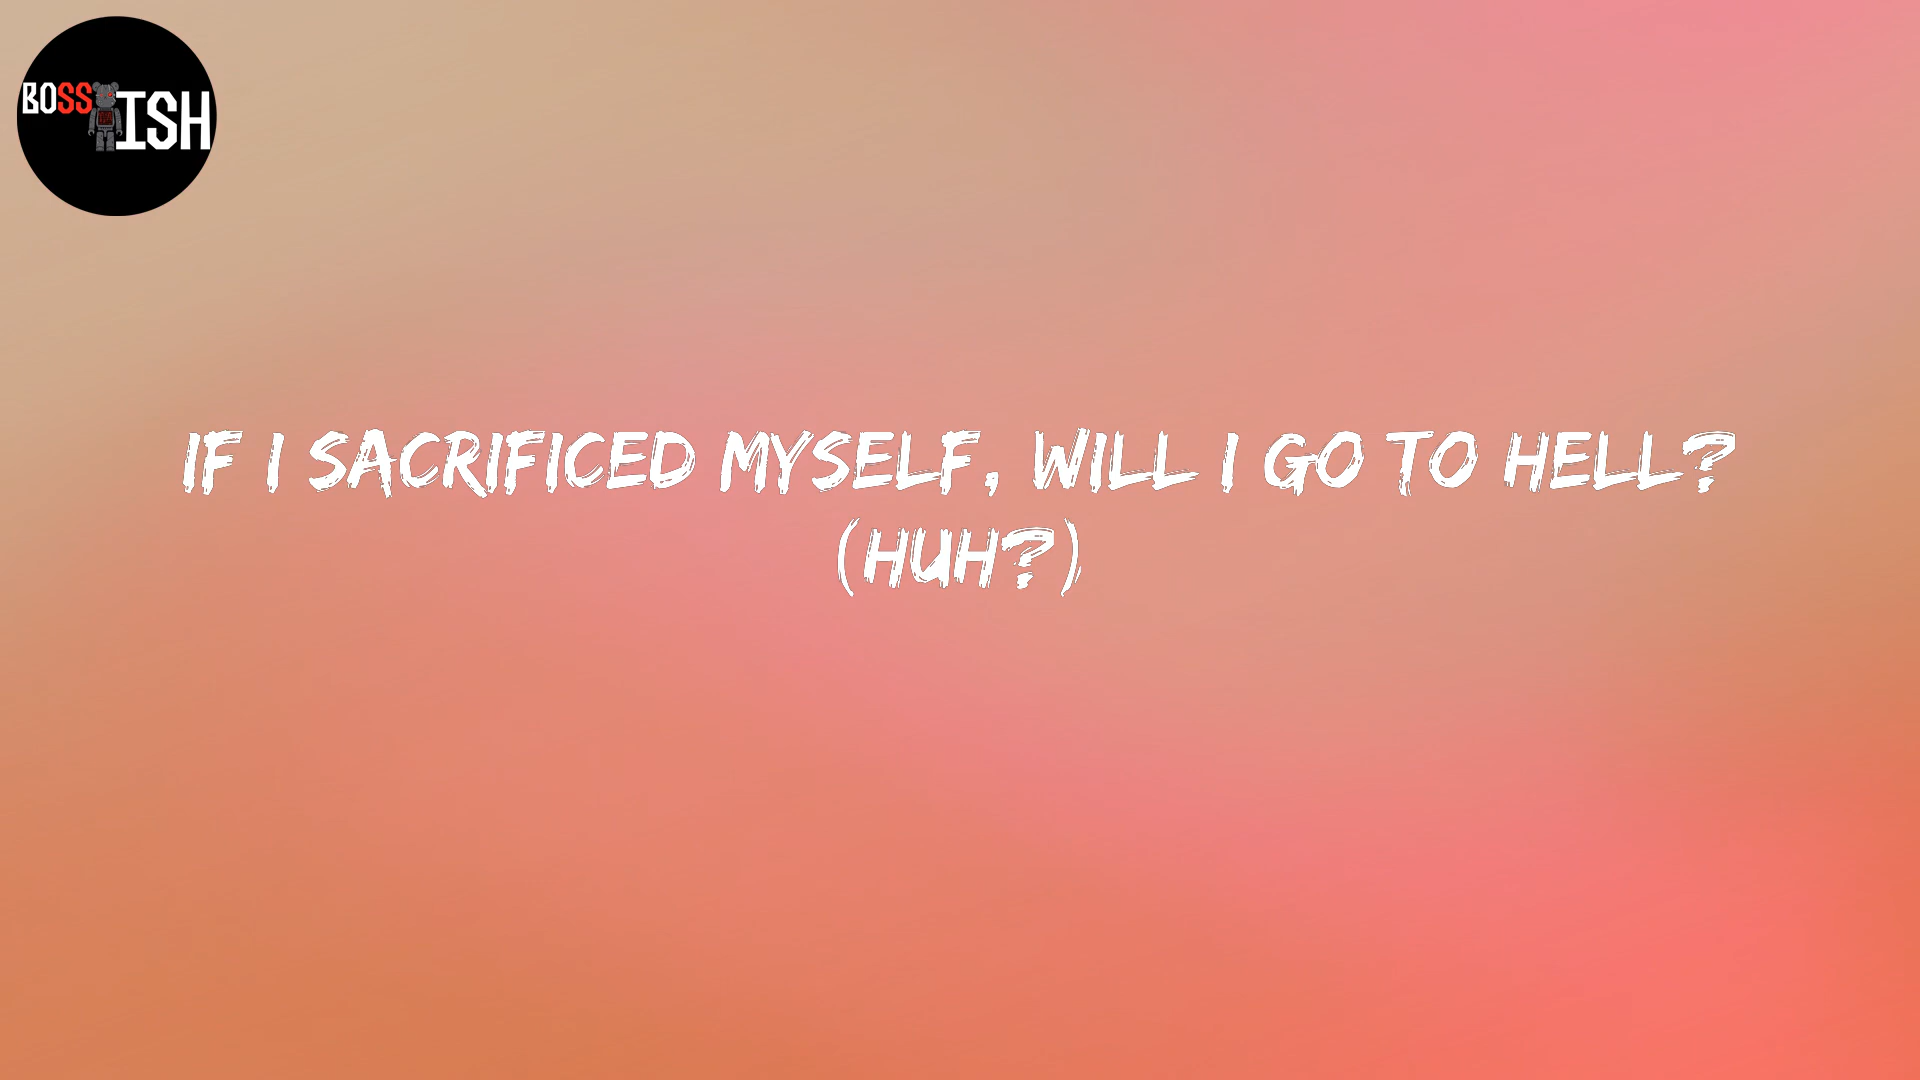 BOSS ISH
IF I SACRIFICED MYSELF, WILL I GO TO HELL?
(HUH?)